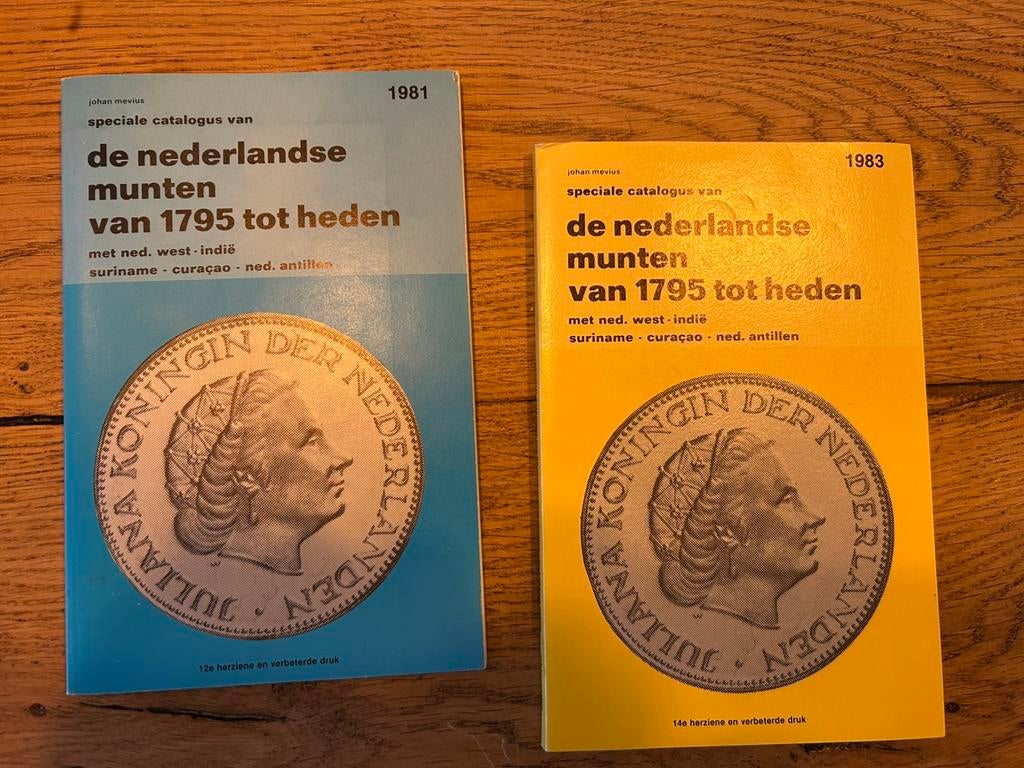 1981
johan mevius
speciale catalogus van
de nederlandse
munten
van 1795 tot heden
met ned. west-indië
suriname - curaçao - ned. antillen
JULIANA KONINGIN DER NEDERLANDEN
12e herziene en verbeterde druk
1983
johan mevius
speciale catalogus van
de nederlandse
munten
van 1795 tot heden
met ned. west-indië
suriname - curaçao - ned. antillen
JULIANA KONINGIN DER NEDERLANDEN
14e herziene en verbeterde druk